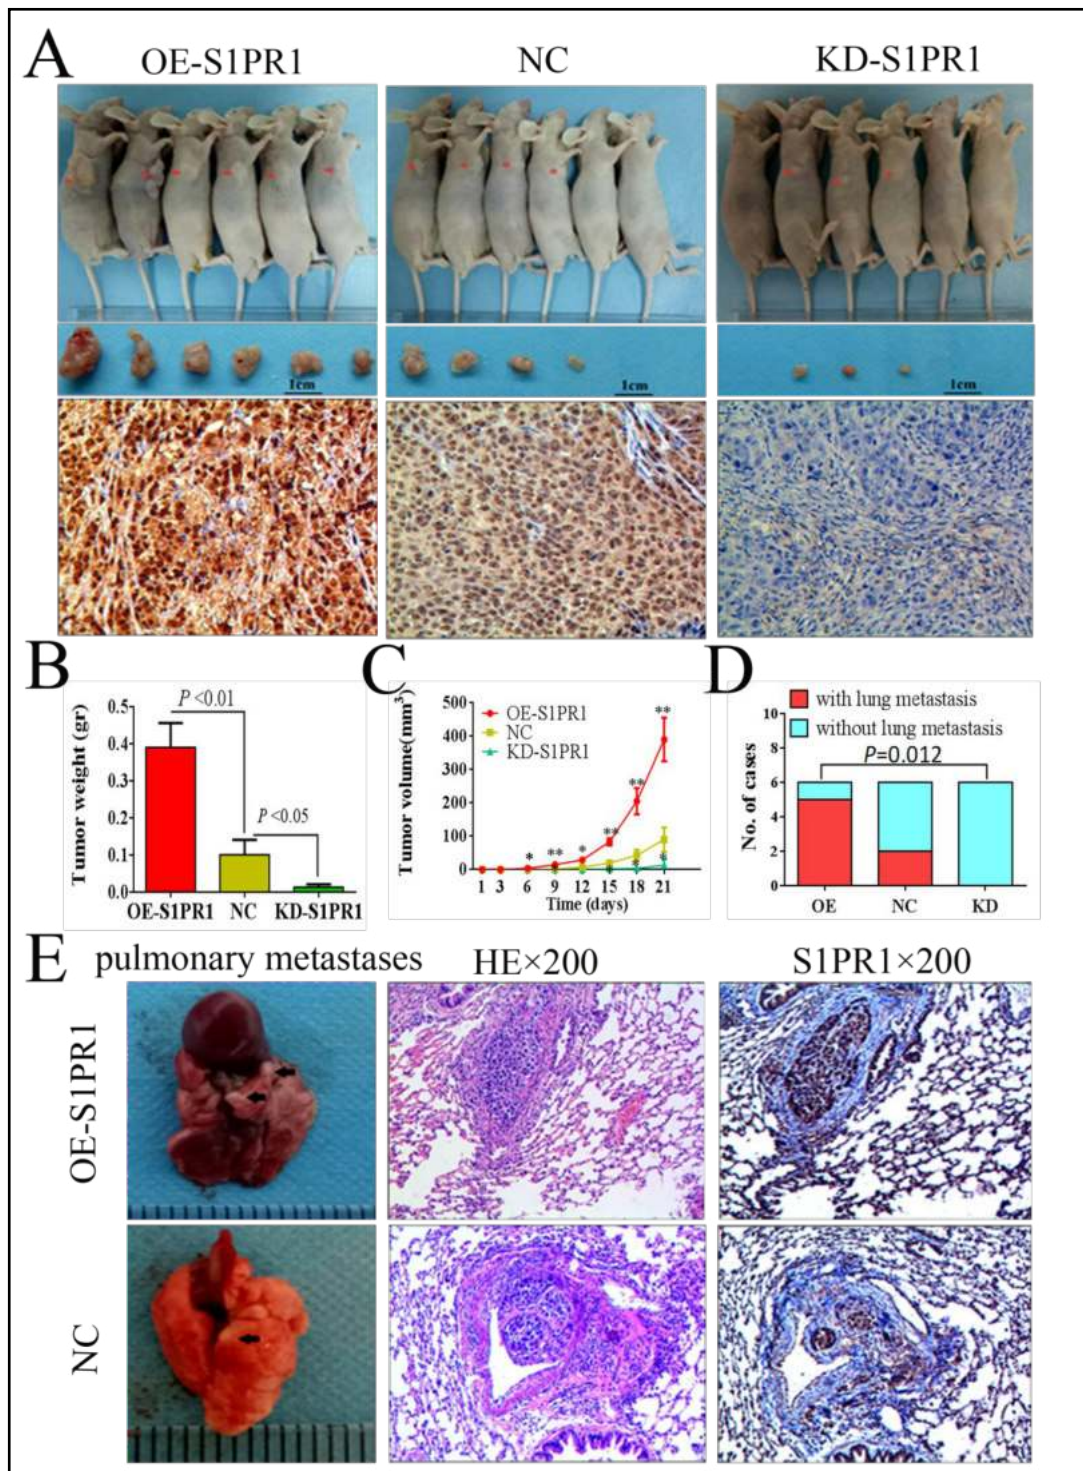 A
OE-S1PR1 NC KD-S1PR1
1cm 1cm 1cm
B
P <0.01
P <0.05
Tumor weight (gr)
0.5
0.4
0.3
0.2
0.1
0.0
OE-S1PR1 NC KD-S1PR1
C
Tumor volume(mm³)
500
400
300
200
100
0
OE-S1PR1
NC
KD-S1PR1
* ** * ** ** **
* * *
1 3 6 9 12 15 18 21
Time (days)
D
with lung metastasis
without lung metastasis
P=0.012
No. of cases
10
8
6
4
2
0
OE NC KD
E
pulmonary metastases HE×200 S1PR1×200
OE-S1PR1
NC